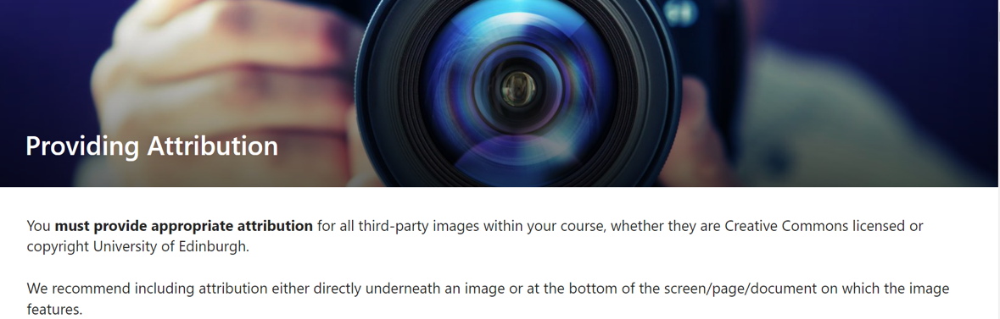 Providing Attribution
You must provide appropriate attribution for all third-party images within your course, whether they are Creative Commons licensed or
copyright University of Edinburgh.
We recommend including attribution either directly underneath an image or at the bottom of the screen/page/document on which the image
features.